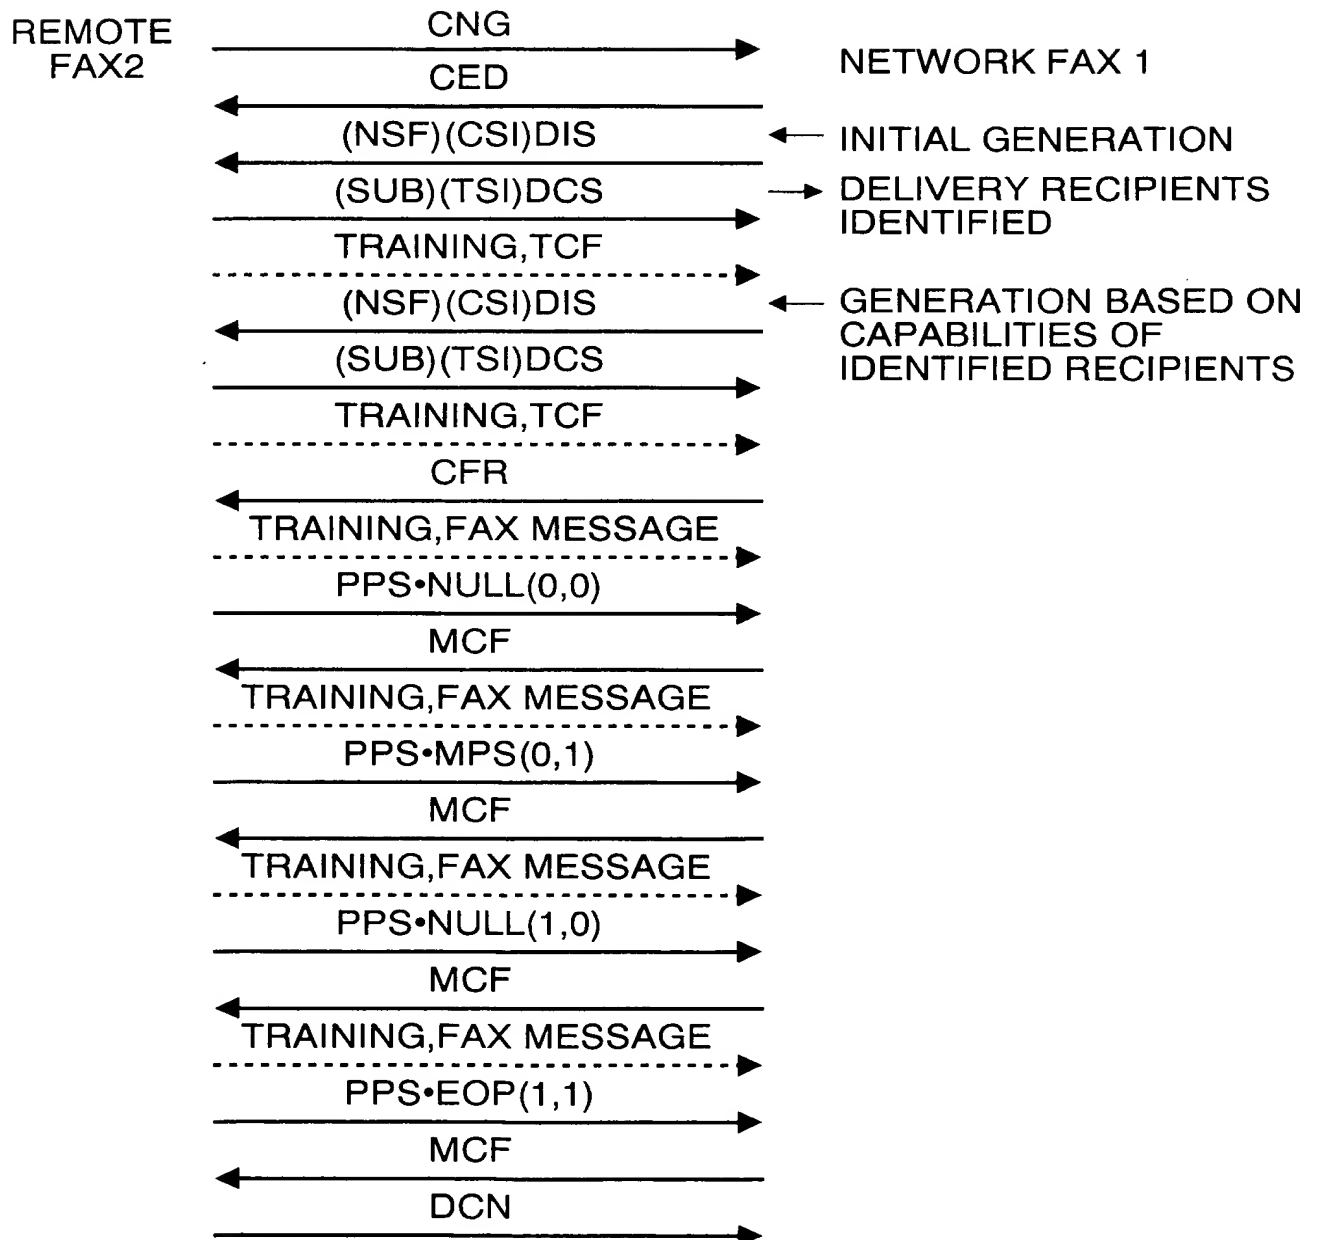 REMOTE
FAX2
CNG
NETWORK FAX 1
CED
(NSF)(CSI)DIS
INITIAL GENERATION
(SUB)(TSI)DCS
DELIVERY RECIPIENTS
IDENTIFIED
TRAINING,TCF
(NSF)(CSI)DIS
GENERATION BASED ON
CAPABILITIES OF
IDENTIFIED RECIPIENTS
(SUB)(TSI)DCS
TRAINING,TCF
CFR
TRAINING,FAX MESSAGE
PPS•NULL(0,0)
MCF
TRAINING,FAX MESSAGE
PPS•MPS(0,1)
MCF
TRAINING,FAX MESSAGE
PPS•NULL(1,0)
MCF
TRAINING,FAX MESSAGE
PPS•EOP(1,1)
MCF
DCN